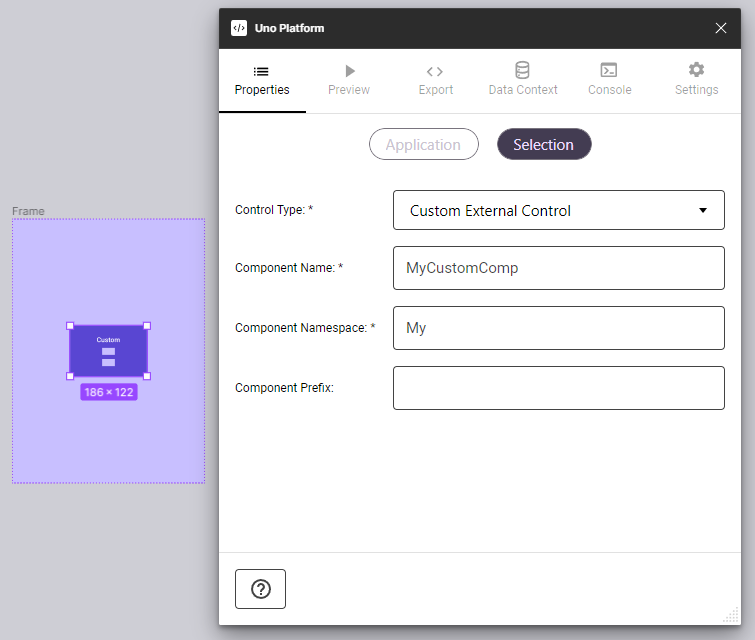 Uno Platform
Properties
Preview
Export
Data Context
Console
Settings
Application
Selection
Frame
Control Type: *
Custom External Control
Component Name: *
MyCustomComp
Component Namespace: *
My
Custom
Component Prefix:
186 × 122